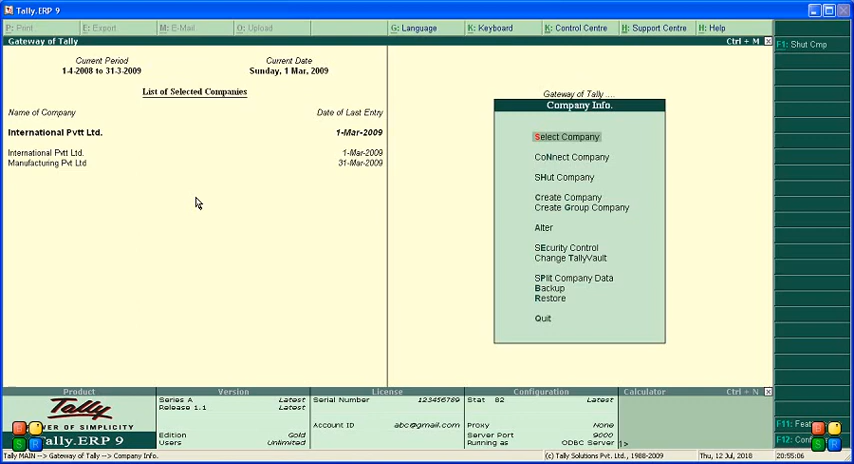 Tally.ERP 9
P: Print E: Export M: E-Mail O: Upload G: Language K: Keyboard K: Control Centre H: Support Centre H: Help
Gateway of Tally Ctrl + M
F1: Shut Cmp
Current Period Current Date
1-4-2008 to 31-3-2009 Sunday, 1 Mar, 2009
List of Selected Companies
Name of Company Date of Last Entry
International Pvtt Ltd. 1-Mar-2009
International Pvtt Ltd. 1-Mar-2009
Manufacturing Pvt Ltd 31-Mar-2009
Gateway of Tally ....
Company Info.
Select Company
CoNnect Company
SHut Company
Create Company
Create Group Company
Alter
SEcurity Control
Change TallyVault
SPlit Company Data
Backup
Restore
Quit
Product Version License Configuration Calculator Ctrl + N
Tally
POWER OF SIMPLICITY
Tally.ERP 9
Series A Latest
Release 1.1 Latest
Edition Gold
Users Unlimited
Serial Number 123456789
Account ID abc@gmail.com
Stat 82 Latest
Proxy None
Server Port 9000
Running as ODBC Server
1>
F11: Feat
F12: Conf
Tally MAIN --> Gateway of Tally --> Company Info. (c) Tally Solutions Pvt. Ltd., 1988-2009 Thu, 12 Jul, 2018 20:55:06